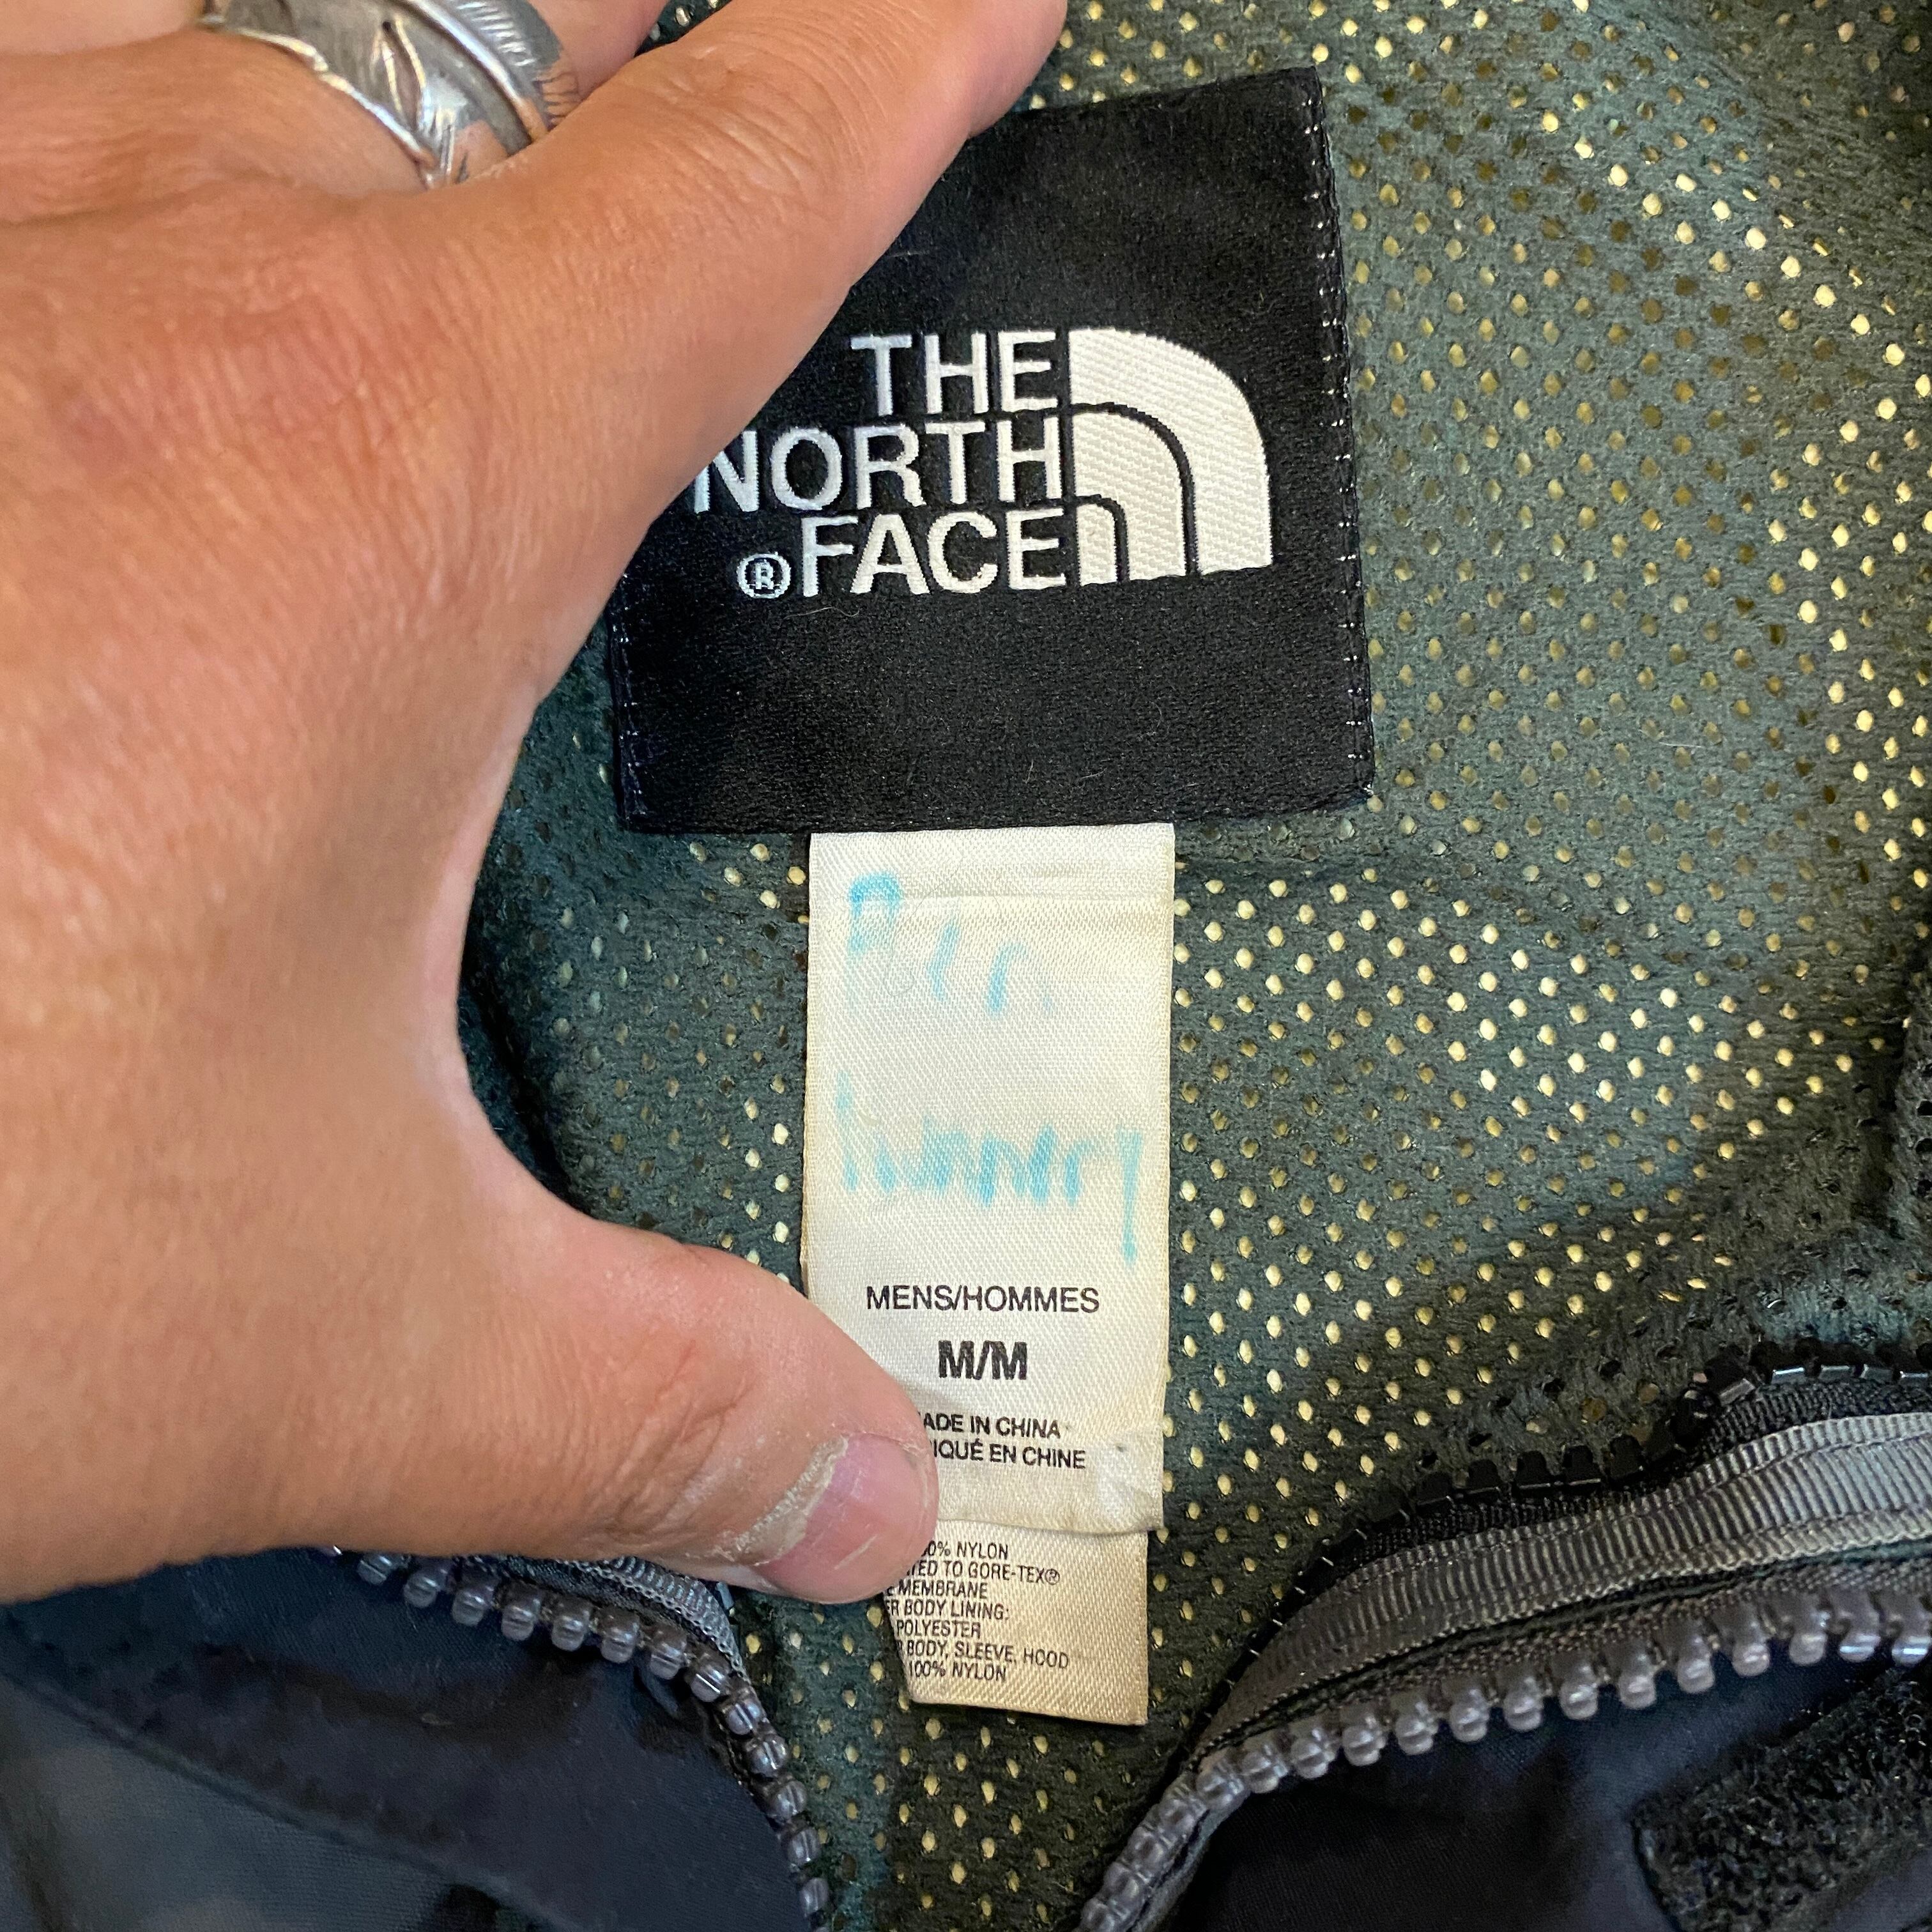 THE
NORTH
FACE
®
MENS/HOMMES
M/M
ADE IN CHINA
IQUÉ EN CHINE
0% NYLON
TED TO GORE-TEX®
E MEMBRANE
ER BODY LINING:
POLYESTER
R BODY, SLEEVE, HOOD
100% NYLON